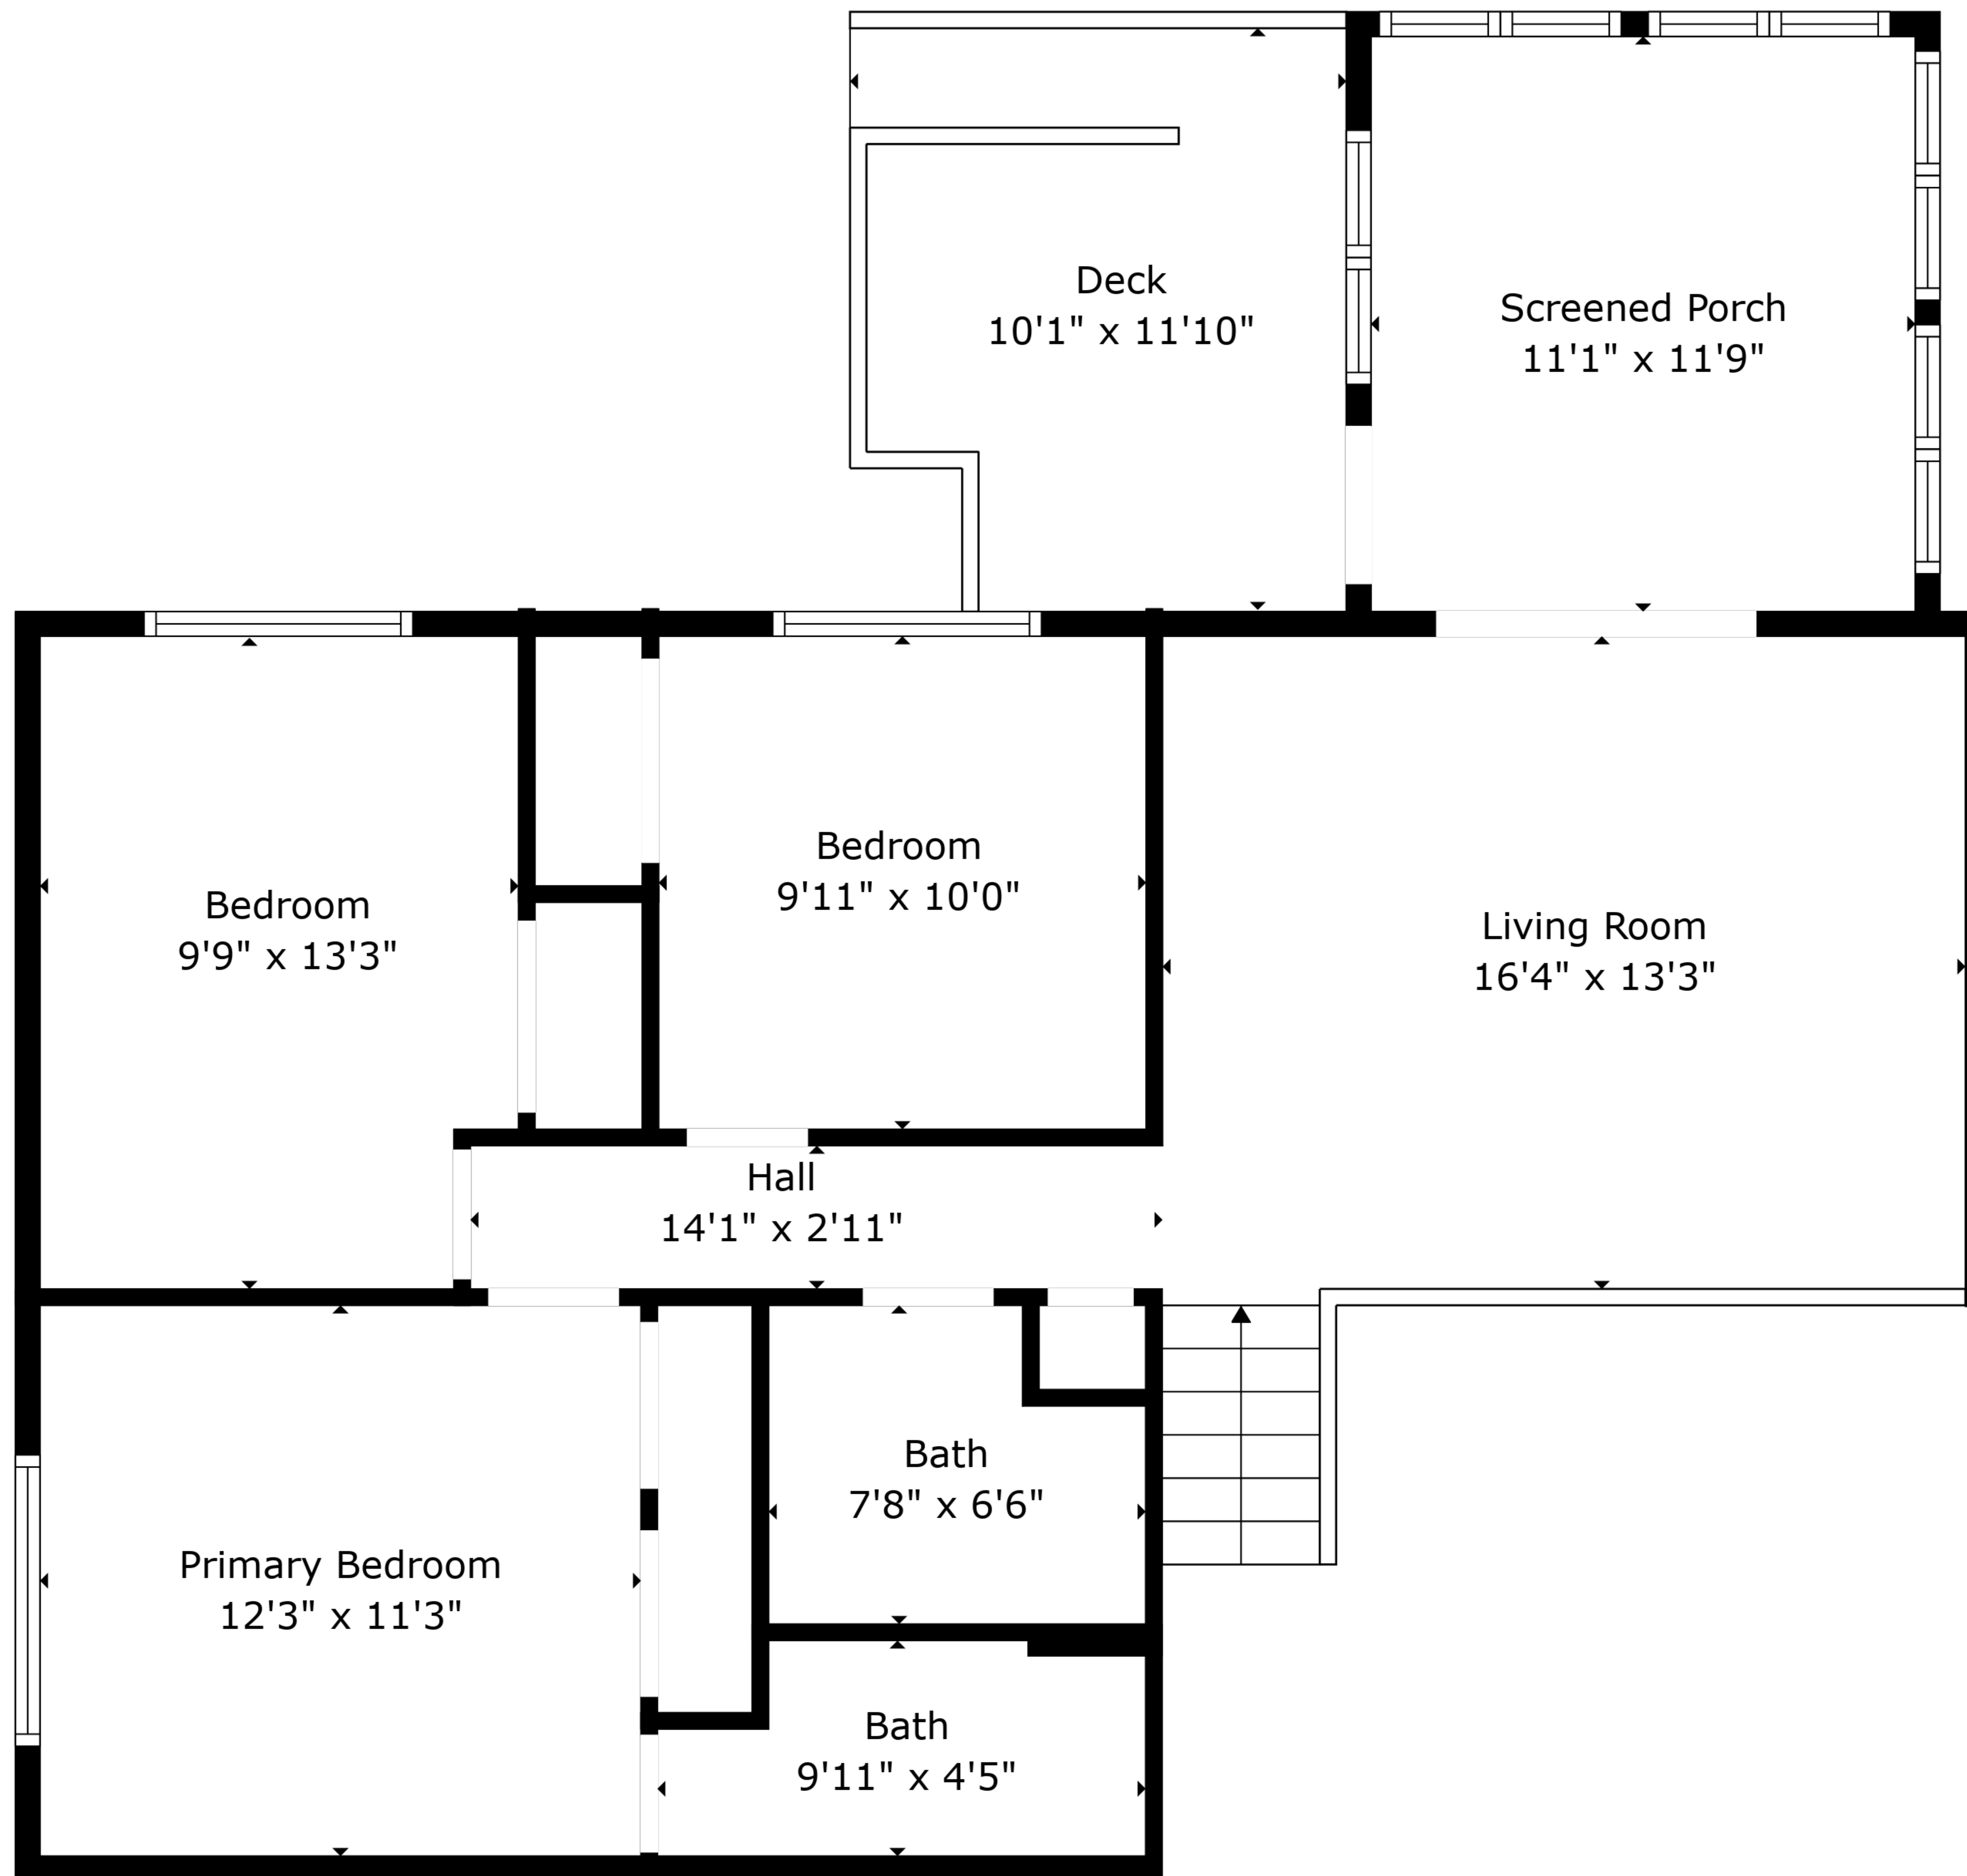 Deck
10'1" x 11'10"
Screened Porch
11'1" x 11'9"
Bedroom
9'11" x 10'0"
Bedroom
9'9" x 13'3"
Living Room
16'4" x 13'3"
Hall
14'1" x 2'11"
Bath
7'8" x 6'6"
Primary Bedroom
12'3" x 11'3"
Bath
9'11" x 4'5"